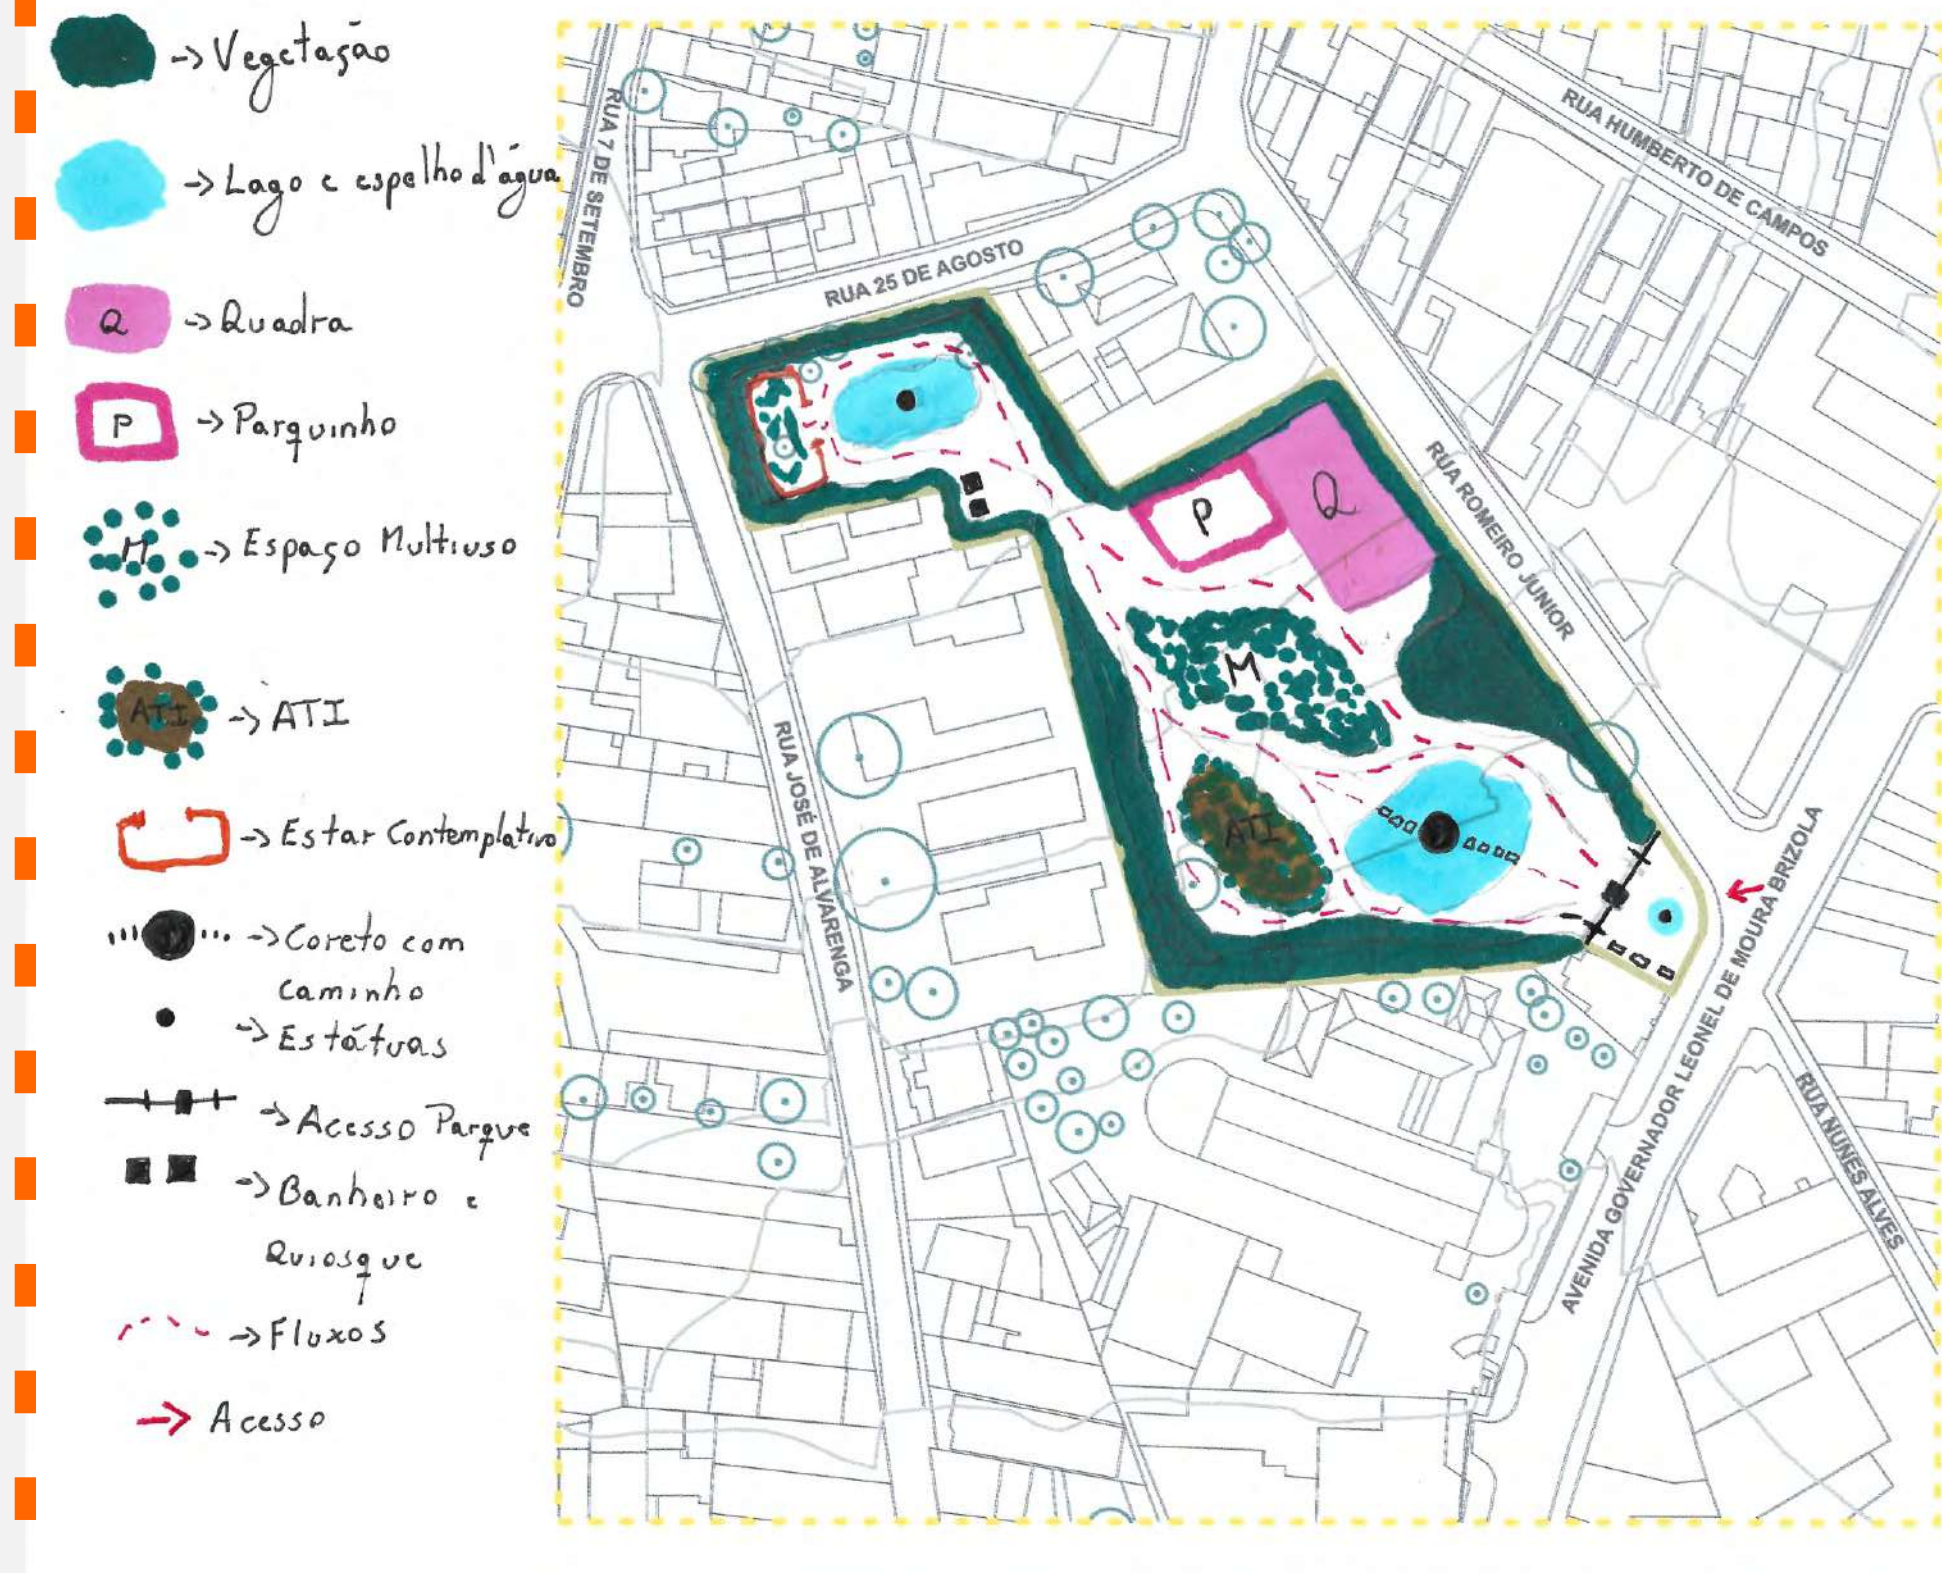 -> Vegetação
-> Lago e espelho d'água
Q -> Quadra
P -> Parquinho
M -> Espaço Multiuso
ATI -> ATI
-> Estar Contemplativo
-> Coreto com
caminho
-> Estátuas
-> Acesso Parque
-> Banheiro e
Quiosque
-> Fluxos
-> Acesso
RUA 7 DE SETEMBRO
RUA HUMBERTO DE CAMPOS
RUA 25 DE AGOSTO
RUA ROMEIRO JUNIOR
P
Q
M
ATI
RUA JOSÉ DE ALVARENGA
AVENIDA GOVERNADOR LEONEL DE MOURA BRIZOLA
RUA NUNES ALVES